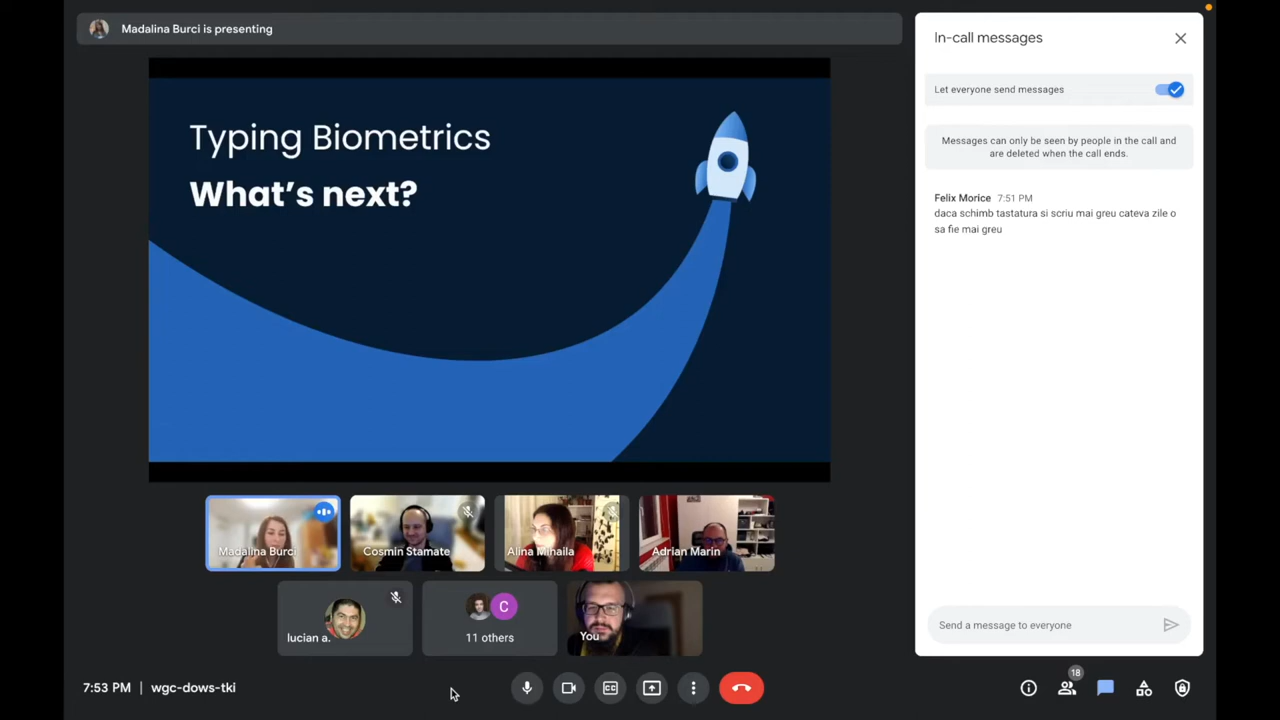 Madalina Burci is presenting
Typing Biometrics
What's next?
In-call messages
Let everyone send messages
Messages can only be seen by people in the call and
are deleted when the call ends.
Felix Morice 7:51 PM
daca schimb tastatura si scriu mai greu cateva zile o
sa fie mai greu
Send a message to everyone
Madalina Burci
Cosmin Stamate
Alina Mihaila
Adrian Marin
lucian a.
C
11 others
You
7:53 PM | wgc-dows-tki
CC
18